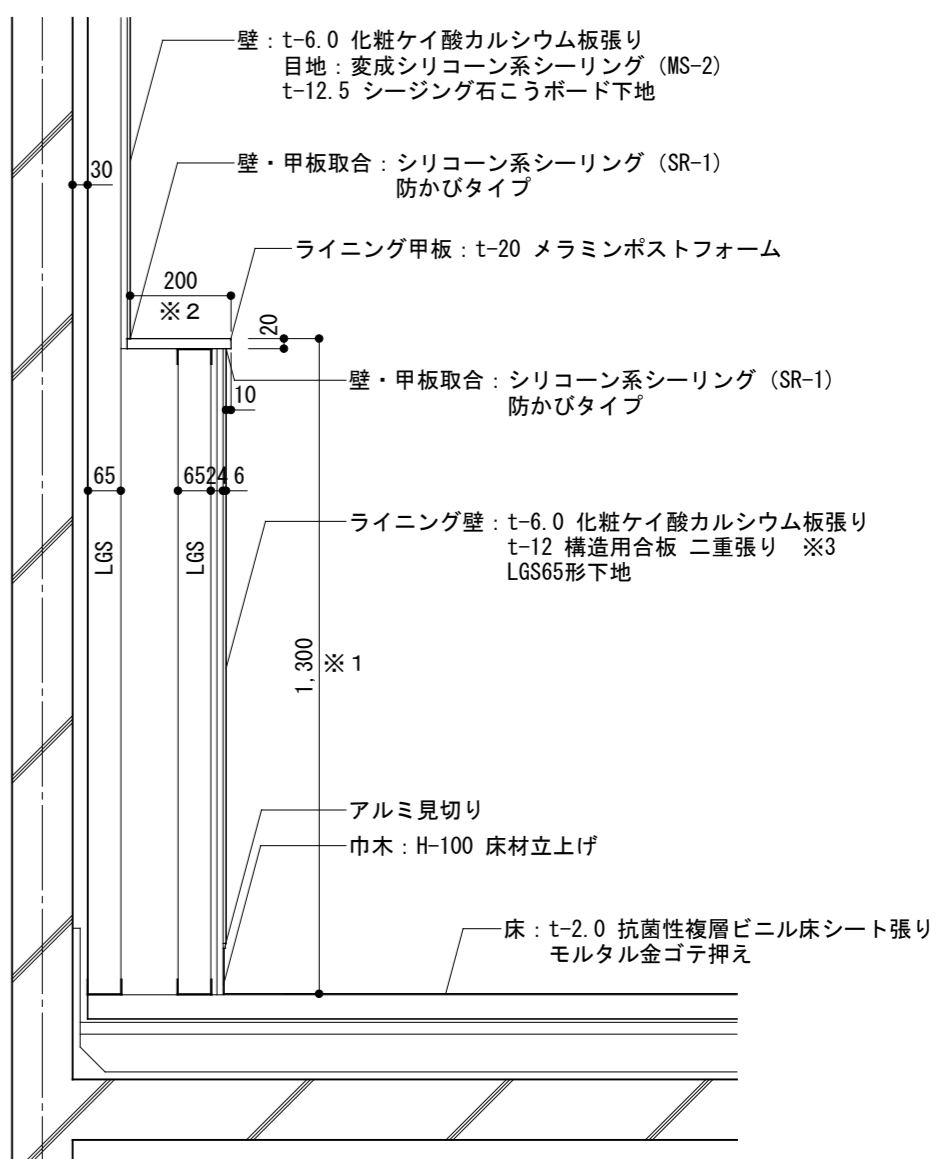 壁：t-6.0 化粧ケイ酸カルシウム板張り
目地：変成シリコーン系シーリング（MS-2）
t-12.5 シージング石こうボード下地
30
壁・甲板取合：シリコーン系シーリング（SR-1）
防かびタイプ
ライニング甲板：t-20 メラミンポストフォーム
200
※２
20
壁・甲板取合：シリコーン系シーリング（SR-1）
防かびタイプ
10
65
65
24
6
LGS
LGS
ライニング壁：t-6.0 化粧ケイ酸カルシウム板張り
t-12 構造用合板 二重張り ※3
LGS65形下地
1,300
※１
アルミ見切り
巾木：H-100 床材立上げ
床：t-2.0 抗菌性複層ビニル床シート張り
モルタル金ゴテ押え